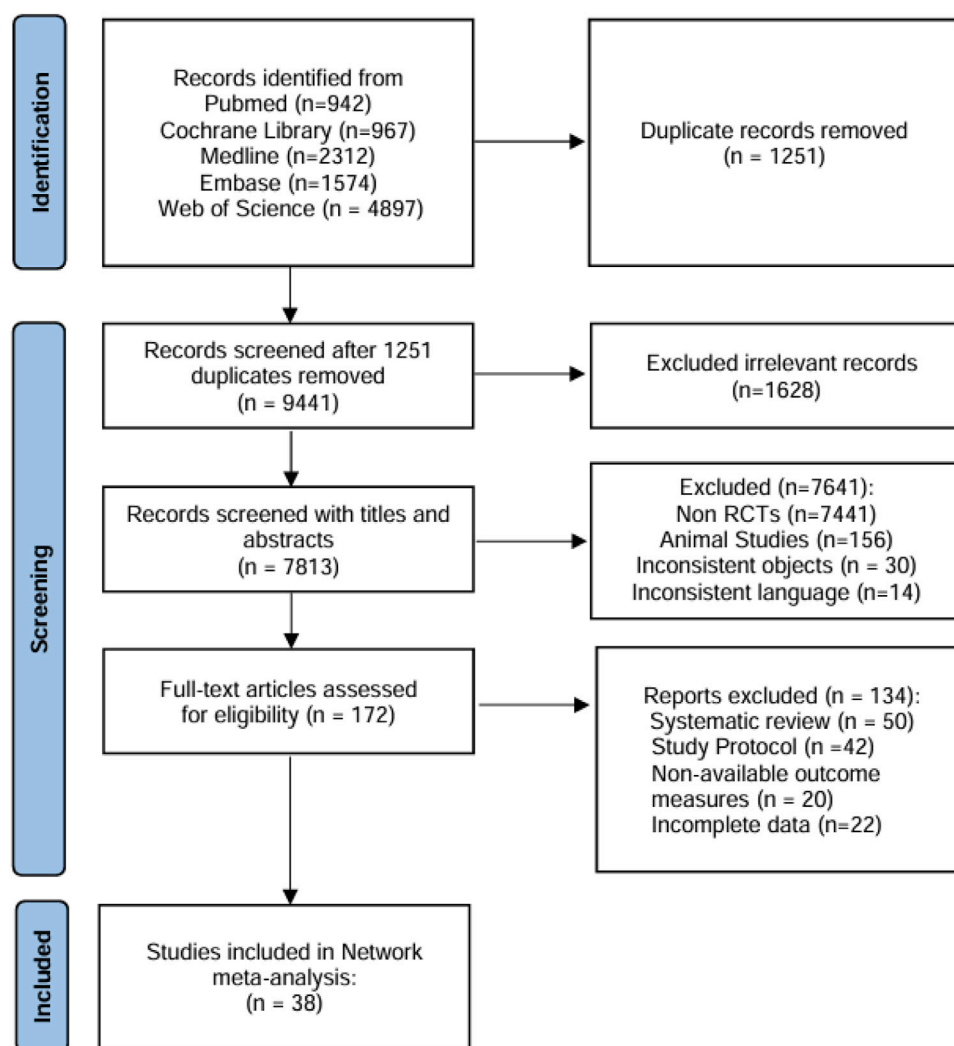 Identification
Records identified from
Pubmed (n=942)
Cochrane Library (n=967)
Medline (n=2312)
Embase (n=1574)
Web of Science (n = 4897)
Duplicate records removed
(n = 1251)
Screening
Records screened after 1251
duplicates removed
(n = 9441)
Excluded irrelevant records
(n=1628)
Records screened with titles and
abstracts
(n = 7813)
Excluded (n=7641):
Non RCTs (n=7441)
Animal Studies (n=156)
Inconsistent objects (n = 30)
Inconsistent language (n=14)
Full-text articles assessed
for eligibility (n = 172)
Reports excluded (n = 134):
Systematic review (n = 50)
Study Protocol (n =42)
Non-available outcome
measures (n = 20)
Incomplete data (n=22)
Included
Studies included in Network
meta-analysis:
(n = 38)